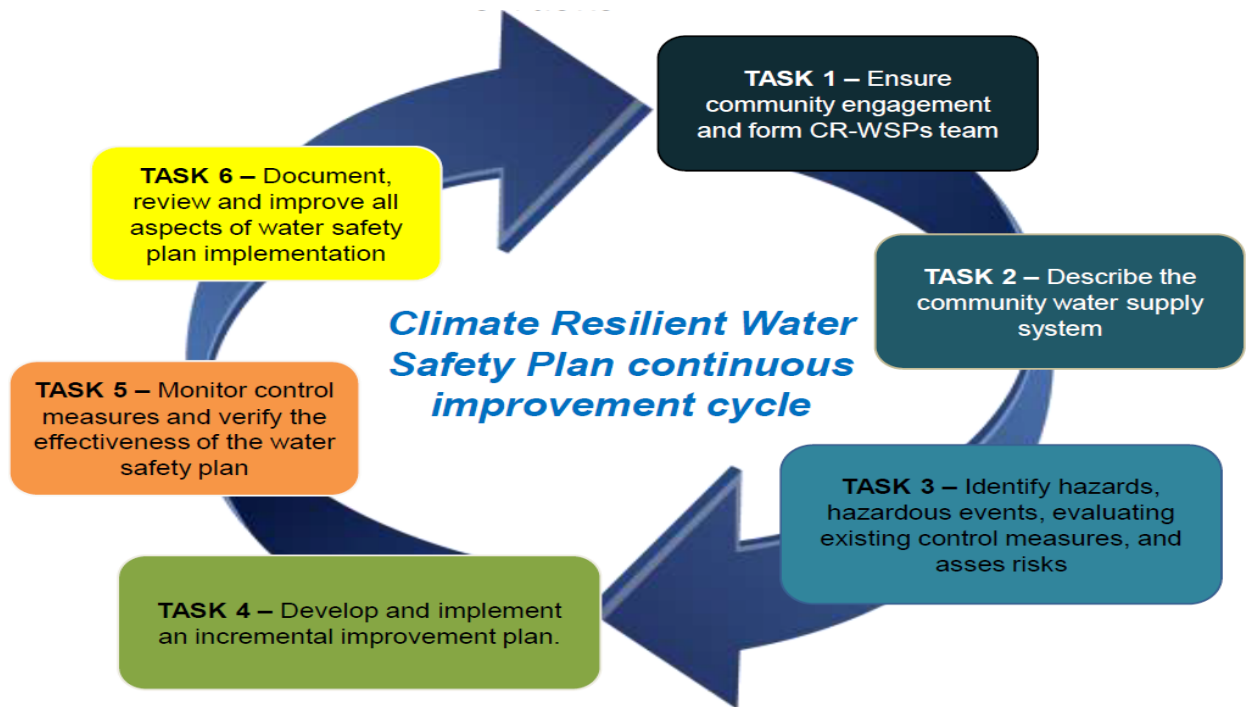 TASK 1 – Ensure
community engagement
and form CR-WSPs team
TASK 2 – Describe the
community water supply
system
TASK 3 – Identify hazards,
hazardous events, evaluating
existing control measures, and
asses risks
TASK 4 – Develop and implement
an incremental improvement plan.
TASK 5 – Monitor control
measures and verify the
effectiveness of the water
safety plan
TASK 6 – Document,
review and improve all
aspects of water safety
plan implementation
Climate Resilient Water
Safety Plan continuous
improvement cycle